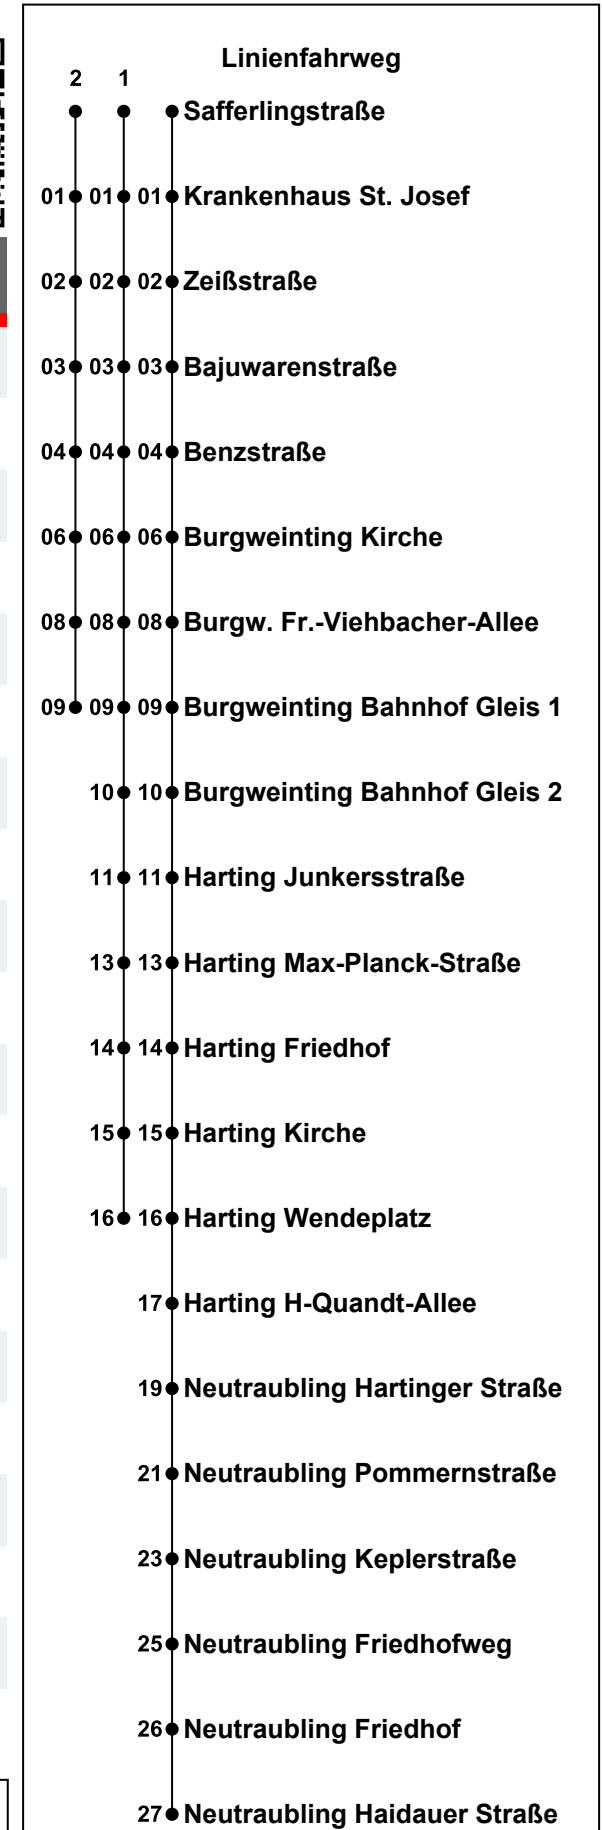 Linienfahrweg
2 1
Safferlingstraße
01 01 01 Krankenhaus St. Josef
02 02 02 Zeißstraße
03 03 03 Bajuwarenstraße
04 04 04 Benzstraße
06 06 06 Burgweinting Kirche
08 08 08 Burgw. Fr.-Viehbacher-Allee
09 09 09 Burgweinting Bahnhof Gleis 1
10 10 Burgweinting Bahnhof Gleis 2
11 11 Harting Junkersstraße
13 13 Harting Max-Planck-Straße
14 14 Harting Friedhof
15 15 Harting Kirche
16 16 Harting Wendeplatz
17 Harting H-Quandt-Allee
19 Neutraubling Hartinger Straße
21 Neutraubling Pommernstraße
23 Neutraubling Keplerstraße
25 Neutraubling Friedhofweg
26 Neutraubling Friedhof
27 Neutraubling Haidauer Straße